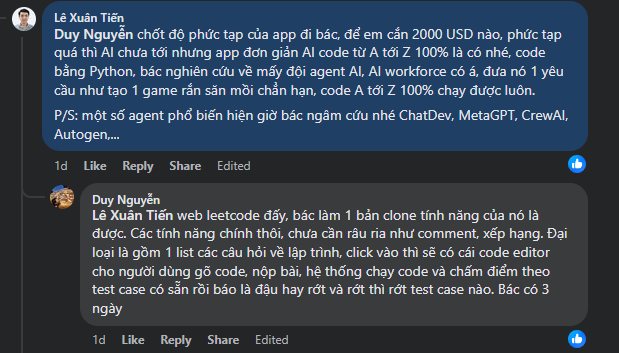 Lê Xuân Tiến
Duy Nguyễn chốt độ phức tạp của app đi bác, để em cắn 2000 USD nào, phức tạp
quá thì AI chưa tới nhưng app đơn giản AI code từ A tới Z 100% là có nhé, code
bằng Python, bác nghiên cứu về mấy đội agent AI, AI workforce có á, đưa nó 1 yêu
cầu như tạo 1 game rắn săn mồi chẳn hạn, code A tới Z 100% chạy được luôn.
P/S: một số agent phổ biến hiện giờ bác ngâm cứu nhé ChatDev, MetaGPT, CrewAI,
Autogen,...
1d Like Reply Share Edited
Duy Nguyễn
Lê Xuân Tiến web leetcode đấy, bác làm 1 bản clone tính năng của nó là
được. Các tính năng chính thôi, chưa cần râu ria như comment, xếp hạng. Đại
loại là gồm 1 list các câu hỏi về lập trình, click vào thì sẽ có cái code editor
cho người dùng gõ code, nộp bài, hệ thống chạy code và chấm điểm theo
test case có sẵn rồi báo là đậu hay rớt và rớt thì rớt test case nào. Bác có 3
ngày
1d Like Reply Share Edited